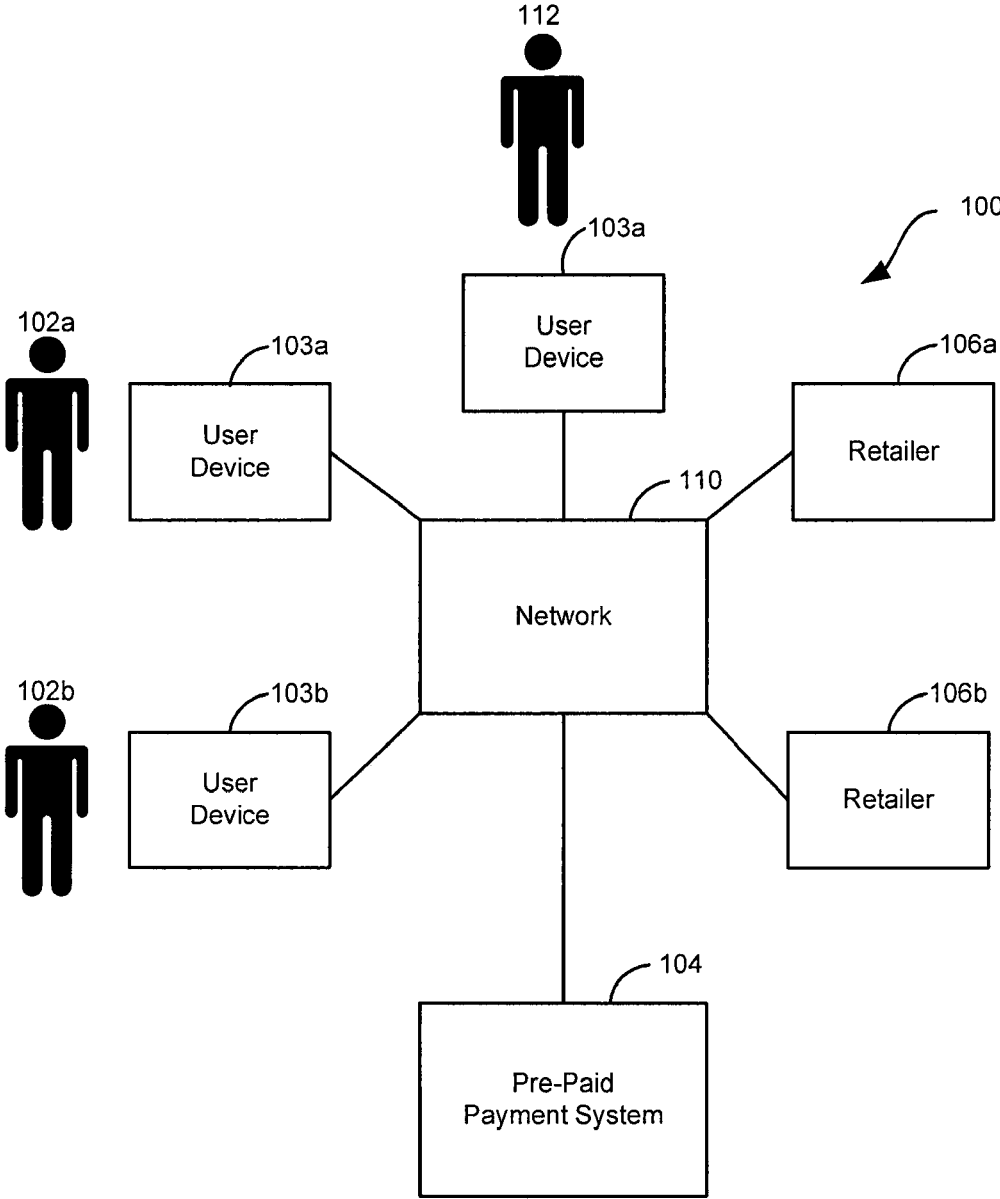 112
103a
100
User
Device
102a
103a
106a
User
Device
Retailer
110
Network
102b
103b
106b
User
Device
Retailer
104
Pre-Paid
Payment System